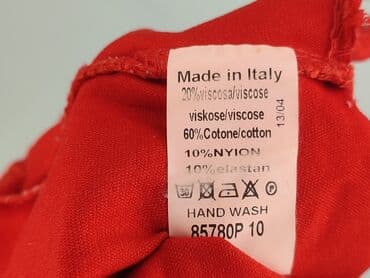 Made in Italy
20%viscosa/viscose
viskose/viscose
60%Cotone/cotton
10%NYlON
10%elastan
HAND WASH
85780P 10
13/04